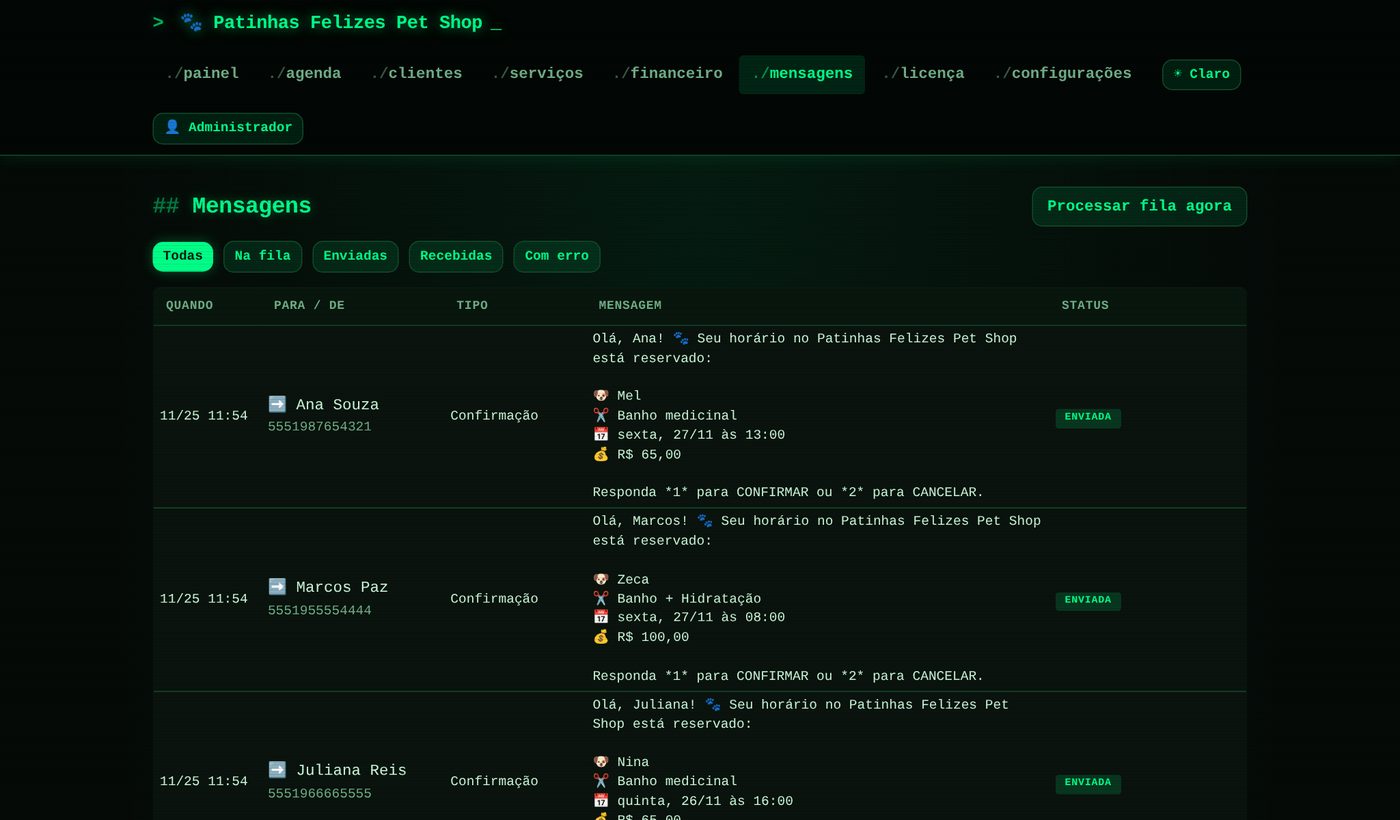 > 🐾 Patinhas Felizes Pet Shop _
./painel ./agenda ./clientes ./serviços ./financeiro ./mensagens ./licença ./configurações ☀ Claro
👤 Administrador
## Mensagens
Processar fila agora
Todas Na fila Enviadas Recebidas Com erro
QUANDO PARA / DE TIPO MENSAGEM STATUS
11/25 11:54
➡️ Ana Souza
5551987654321
Confirmação
Olá, Ana! 🐾 Seu horário no Patinhas Felizes Pet Shop
está reservado:
🐶 Mel
✂️ Banho medicinal
📅 sexta, 27/11 às 13:00
💰 R$ 65,00
Responda *1* para CONFIRMAR ou *2* para CANCELAR.
ENVIADA
11/25 11:54
➡️ Marcos Paz
5551955554444
Confirmação
Olá, Marcos! 🐾 Seu horário no Patinhas Felizes Pet Shop
está reservado:
🐶 Zeca
✂️ Banho + Hidratação
📅 sexta, 27/11 às 08:00
💰 R$ 100,00
Responda *1* para CONFIRMAR ou *2* para CANCELAR.
ENVIADA
11/25 11:54
➡️ Juliana Reis
5551966665555
Confirmação
Olá, Juliana! 🐾 Seu horário no Patinhas Felizes Pet
Shop está reservado:
🐶 Nina
✂️ Banho medicinal
📅 quinta, 26/11 às 16:00
💰 R$ 65,00
ENVIADA